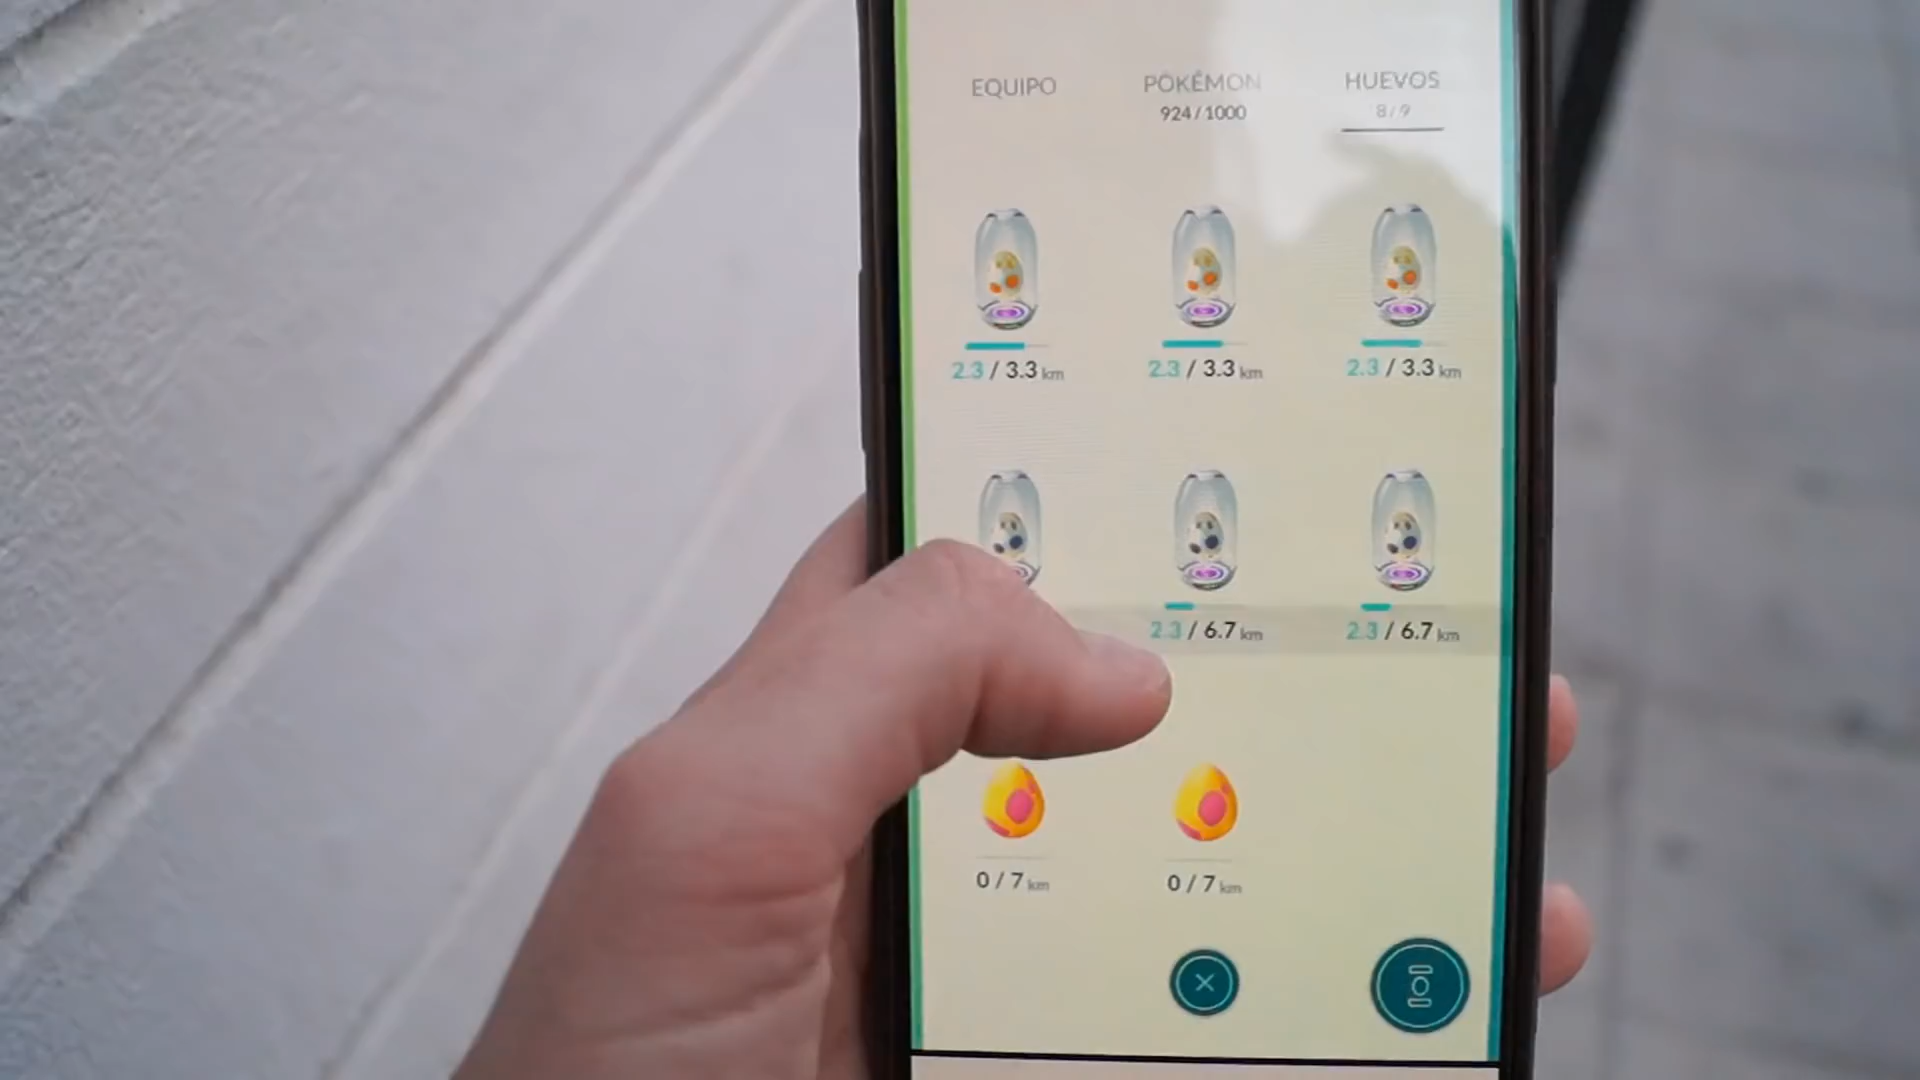 EQUIPO
POKÉMON
HUEVOS
924/1000
8/9
2.3 / 3.3 km
2.3 / 3.3 km
2.3 / 3.3 km
2.3 / 6.7 km
2.3 / 6.7 km
0 / 7 km
0 / 7 km